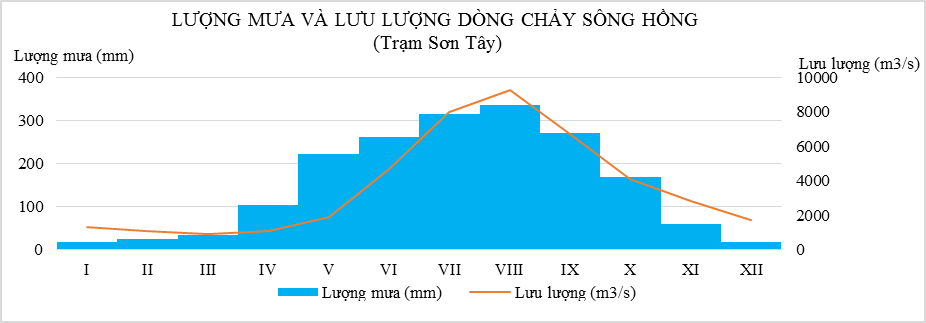 LƯỢNG MƯA VÀ LƯU LƯỢNG DÒNG CHẢY SÔNG HỒNG
(Trạm Sơn Tây)
Lượng mưa (mm)
Lưu lượng (m3/s)
400 10000
300 8000
200 6000
100 4000
0 2000
0
I II III IV V VI VII VIII IX X XI XII
Lượng mưa (mm) Lưu lượng (m3/s)